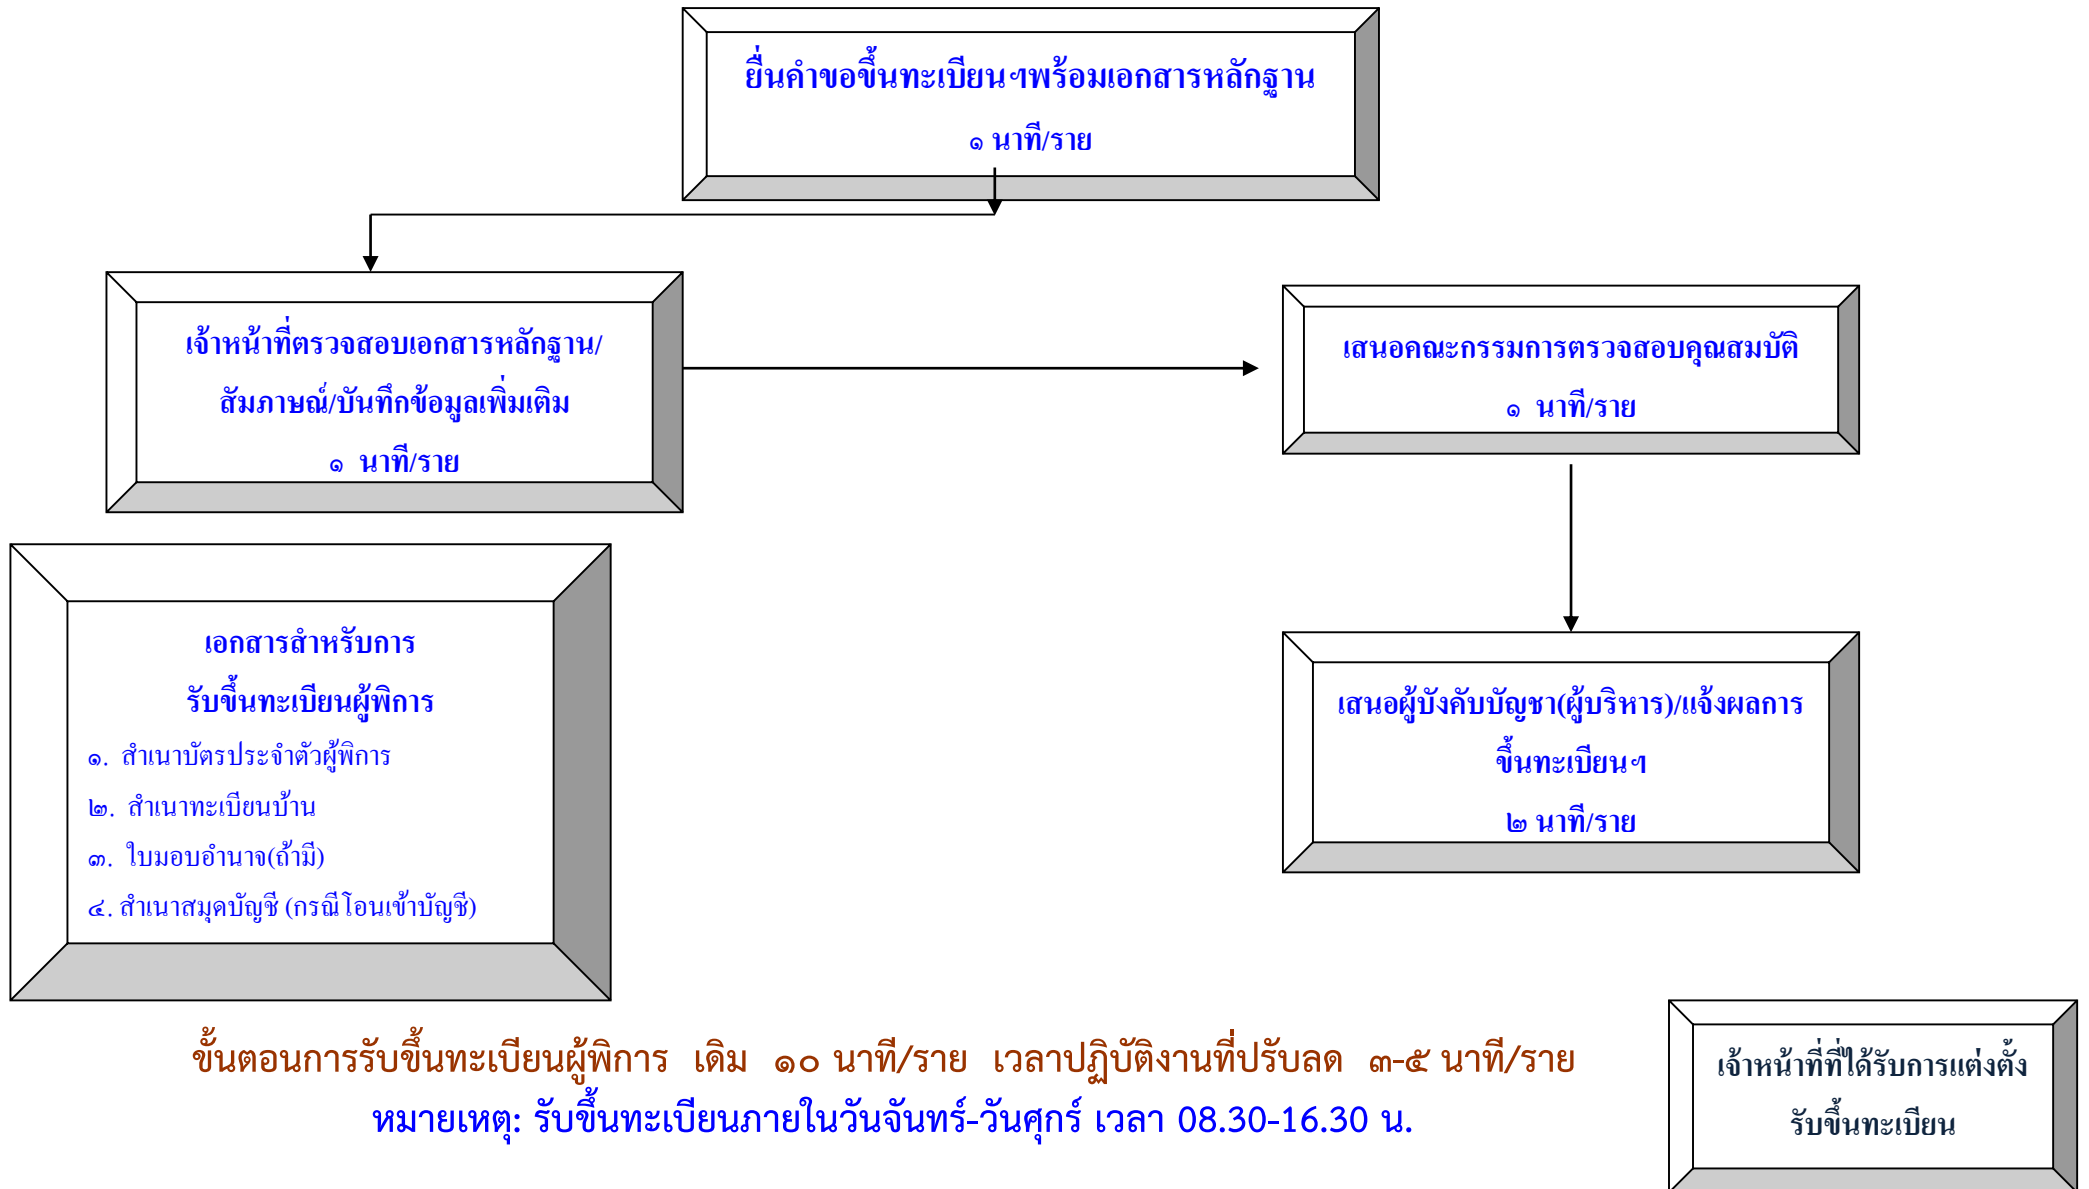 ยื่นคำขอขึ้นทะเบียนฯพร้อมเอกสารหลักฐาน
๑ นาที/ราย
เจ้าหน้าที่ตรวจสอบเอกสารหลักฐาน/
สัมภาษณ์/บันทึกข้อมูลเพิ่มเติม
๑ นาที/ราย
เสนอคณะกรรมการตรวจสอบคุณสมบัติ
๑ นาที/ราย
เอกสารสำหรับการ
รับขึ้นทะเบียนผู้พิการ
๑. สำเนาบัตรประจำตัวผู้พิการ
๒. สำเนาทะเบียนบ้าน
๓. ใบมอบอำนาจ(ถ้ามี)
๔. สำเนาสมุดบัญชี (กรณีโอนเข้าบัญชี)
เสนอผู้บังคับบัญชา(ผู้บริหาร)/แจ้งผลการ
ขึ้นทะเบียนฯ
๒ นาที/ราย
ขั้นตอนการรับขึ้นทะเบียนผู้พิการ เดิม ๑๐ นาที/ราย เวลาปฏิบัติงานที่ปรับลด ๓-๕ นาที/ราย
หมายเหตุ: รับขึ้นทะเบียนภายในวันจันทร์-วันศุกร์ เวลา 08.30-16.30 น.
เจ้าหน้าที่ที่ได้รับการแต่งตั้ง
รับขึ้นทะเบียน